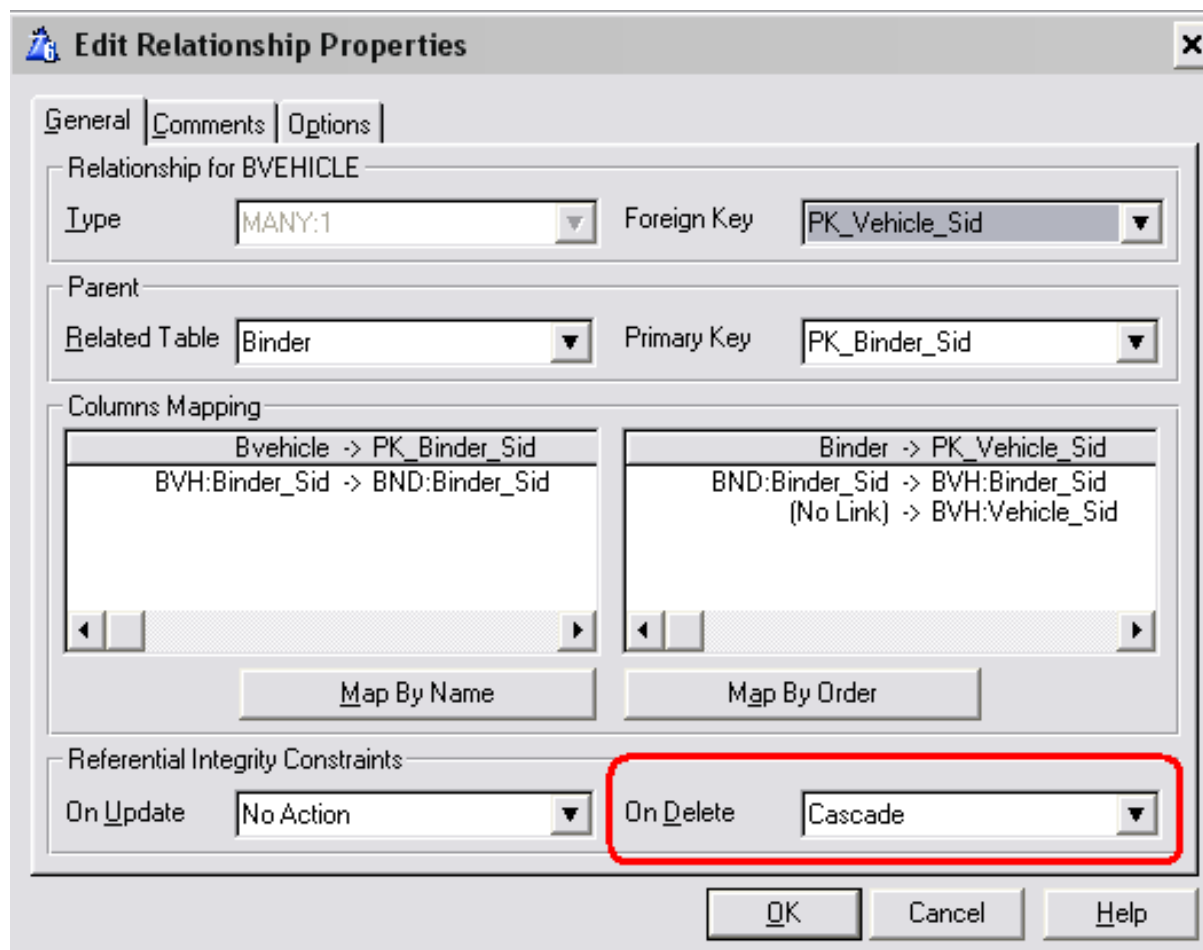 Edit Relationship Properties
General Comments Options
Relationship for BVEHICLE
Type MANY:1 Foreign Key PK_Vehicle_Sid
Parent
Related Table Binder Primary Key PK_Binder_Sid
Columns Mapping
Bvehicle -> PK_Binder_Sid Binder -> PK_Vehicle_Sid
BVH:Binder_Sid -> BND:Binder_Sid BND:Binder_Sid -> BVH:Binder_Sid
(No Link) -> BVH:Vehicle_Sid
Map By Name Map By Order
Referential Integrity Constraints
On Update No Action On Delete Cascade
OK Cancel Help